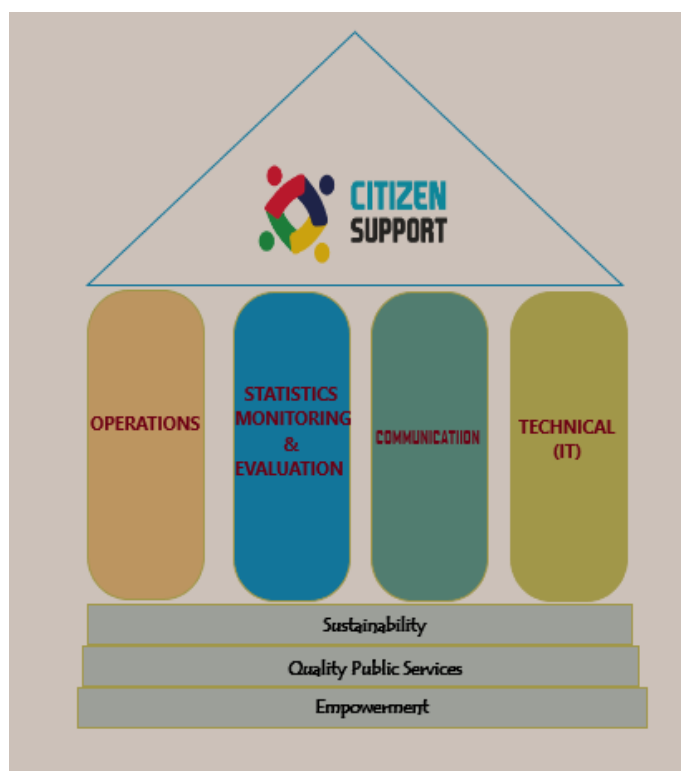 CITIZEN
SUPPORT
OPERATIONS
STATISTICS
MONITORING
&
EVALUATION
COMMUNICATIION
TECHNICAL
(IT)
Sustainability
Quality Public Services
Empowerment